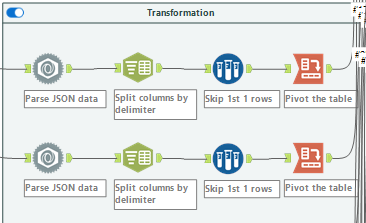 Transformation
Parse JSON data
Split columns by
delimiter
Skip 1st 1 rows
Pivot the table
Parse JSON data
Split columns by
delimiter
Skip 1st 1 rows
Pivot the table